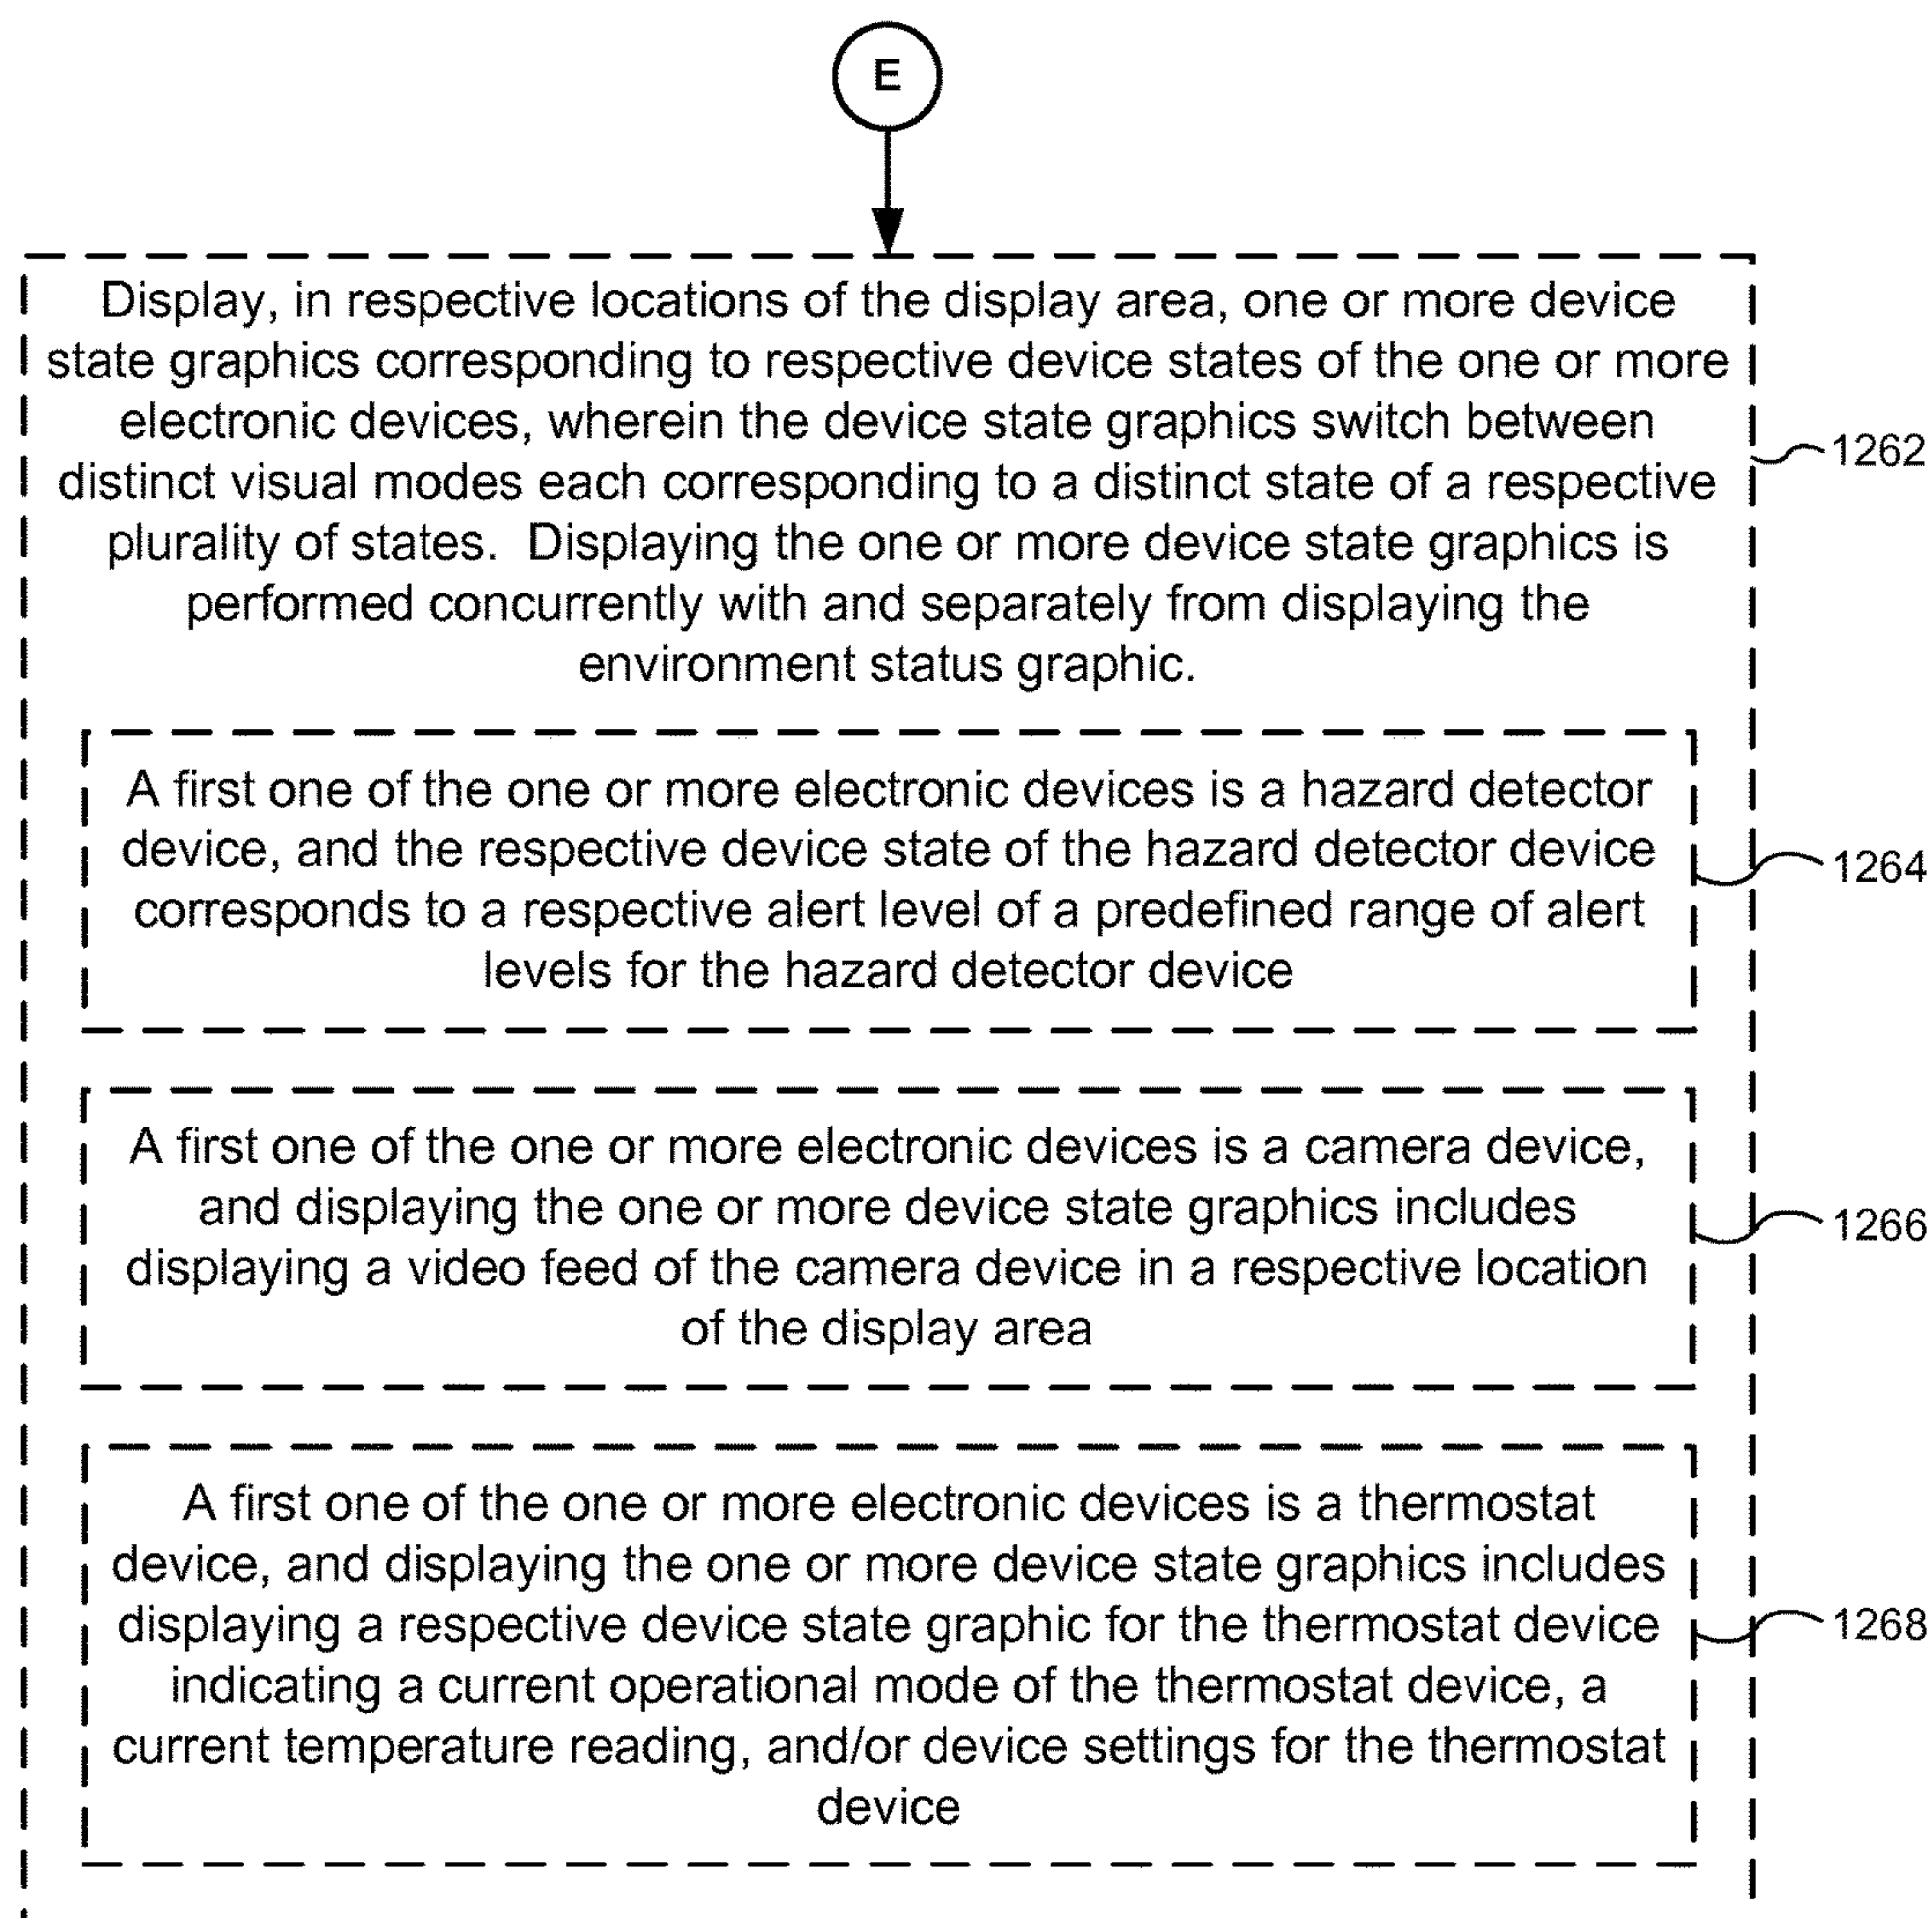 E
Display, in respective locations of the display area, one or more device
state graphics corresponding to respective device states of the one or more
electronic devices, wherein the device state graphics switch between
distinct visual modes each corresponding to a distinct state of a respective
plurality of states.  Displaying the one or more device state graphics is
performed concurrently with and separately from displaying the
environment status graphic.
1262
A first one of the one or more electronic devices is a hazard detector
device, and the respective device state of the hazard detector device
corresponds to a respective alert level of a predefined range of alert
levels for the hazard detector device
1264
A first one of the one or more electronic devices is a camera device,
and displaying the one or more device state graphics includes
displaying a video feed of the camera device in a respective location
of the display area
1266
A first one of the one or more electronic devices is a thermostat
device, and displaying the one or more device state graphics includes
displaying a respective device state graphic for the thermostat device
indicating a current operational mode of the thermostat device, a
current temperature reading, and/or device settings for the thermostat
device
1268